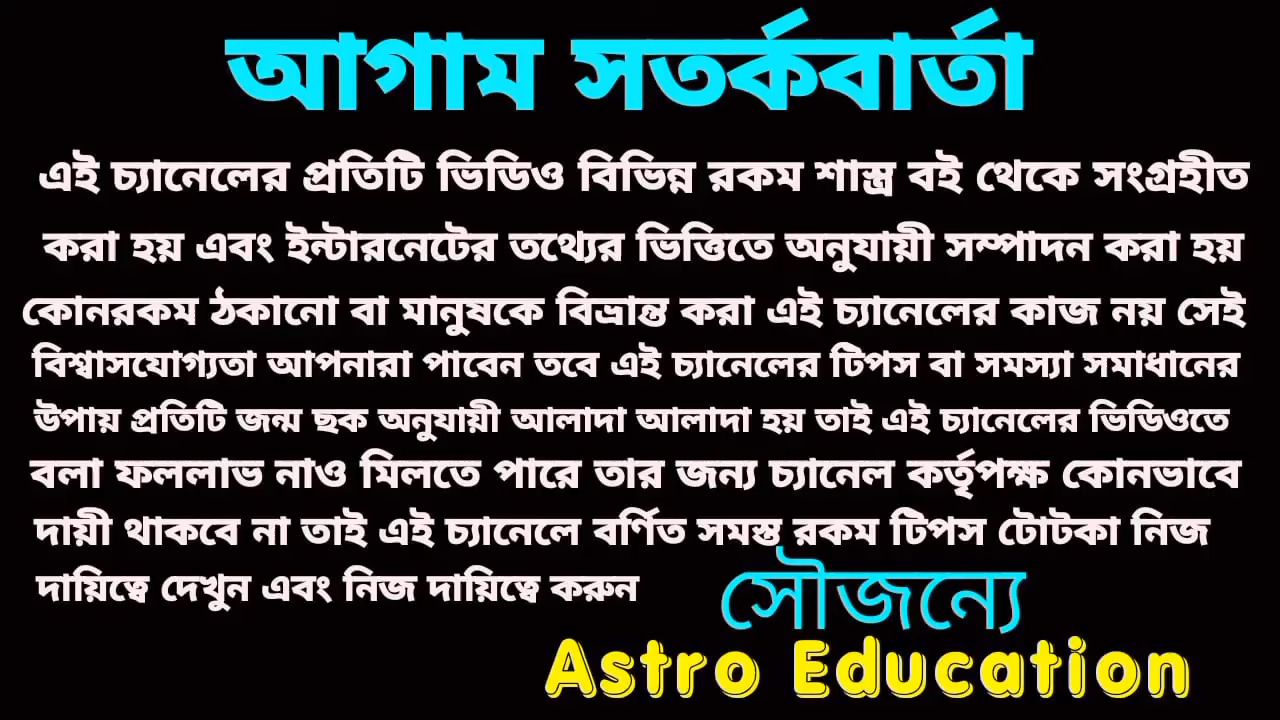 আগাম সতর্কবার্তা
এই চ্যানেলের প্রতিটি ভিডিও বিভিন্ন রকম শাস্ত্র বই থেকে সংগ্রহীত
করা হয় এবং ইন্টারনেটের তথ্যের ভিত্তিতে অনুযায়ী সম্পাদন করা হয়
কোনরকম ঠকানো বা মানুষকে বিভ্রান্ত করা এই চ্যানেলের কাজ নয় সেই
বিশ্বাসযোগ্যতা আপনারা পাবেন তবে এই চ্যানেলের টিপস বা সমস্যা সমাধানের
উপায় প্রতিটি জন্ম ছক অনুযায়ী আলাদা আলাদা হয় তাই এই চ্যানেলের ভিডিওতে
বলা ফললাভ নাও মিলতে পারে তার জন্য চ্যানেল কর্তৃপক্ষ কোনভাবে
দায়ী থাকবে না তাই এই চ্যানেলে বর্ণিত সমস্ত রকম টিপস টোটকা নিজ
দায়িত্বে দেখুন এবং নিজ দায়িত্বে করুন
সৌজন্যে
Astro Education